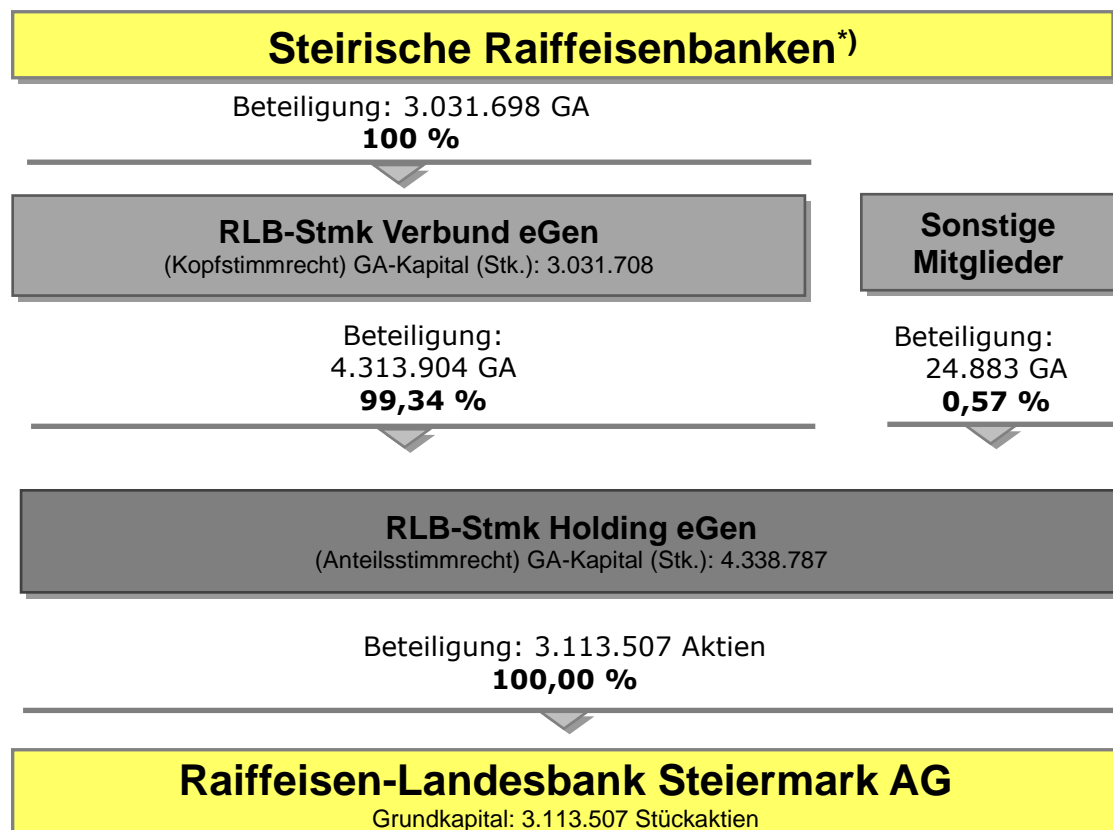 Steirische Raiffeisenbanken*)
Beteiligung: 3.031.698 GA
100 %
RLB-Stmk Verbund eGen
(Kopfstimmrecht) GA-Kapital (Stk.): 3.031.708
Sonstige
Mitglieder
Beteiligung:
4.313.904 GA
99,34 %
Beteiligung:
24.883 GA
0,57 %
RLB-Stmk Holding eGen
(Anteilsstimmrecht) GA-Kapital (Stk.): 4.338.787
Beteiligung: 3.113.507 Aktien
100,00 %
Raiffeisen-Landesbank Steiermark AG
Grundkapital: 3.113.507 Stückaktien